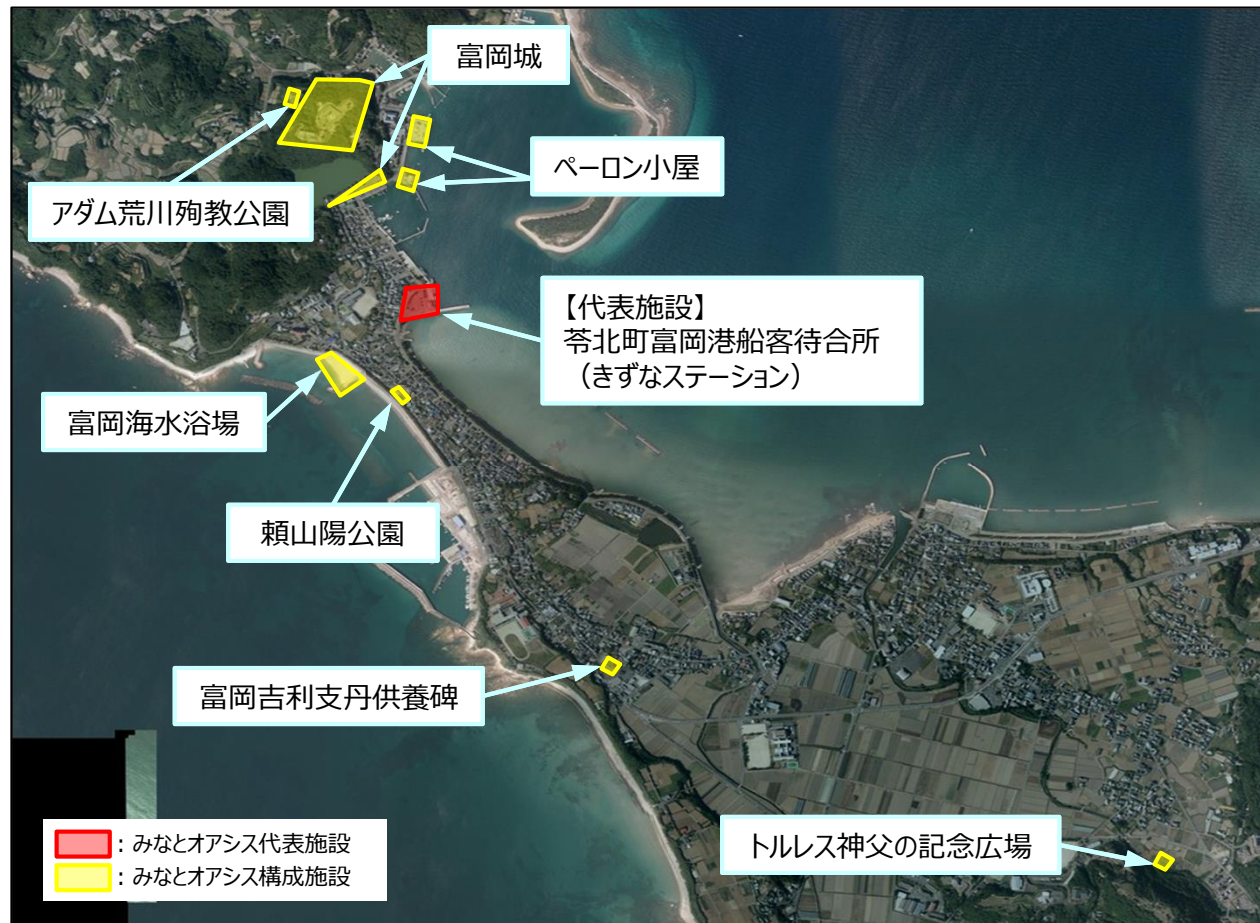 富岡城
ペーロン小屋
アダム荒川殉教公園
【代表施設】
苓北町富岡港船客待合所
（きずなステーション）
富岡海水浴場
頼山陽公園
富岡吉利支丹供養碑
トルレス神父の記念広場
：みなとオアシス代表施設
：みなとオアシス構成施設